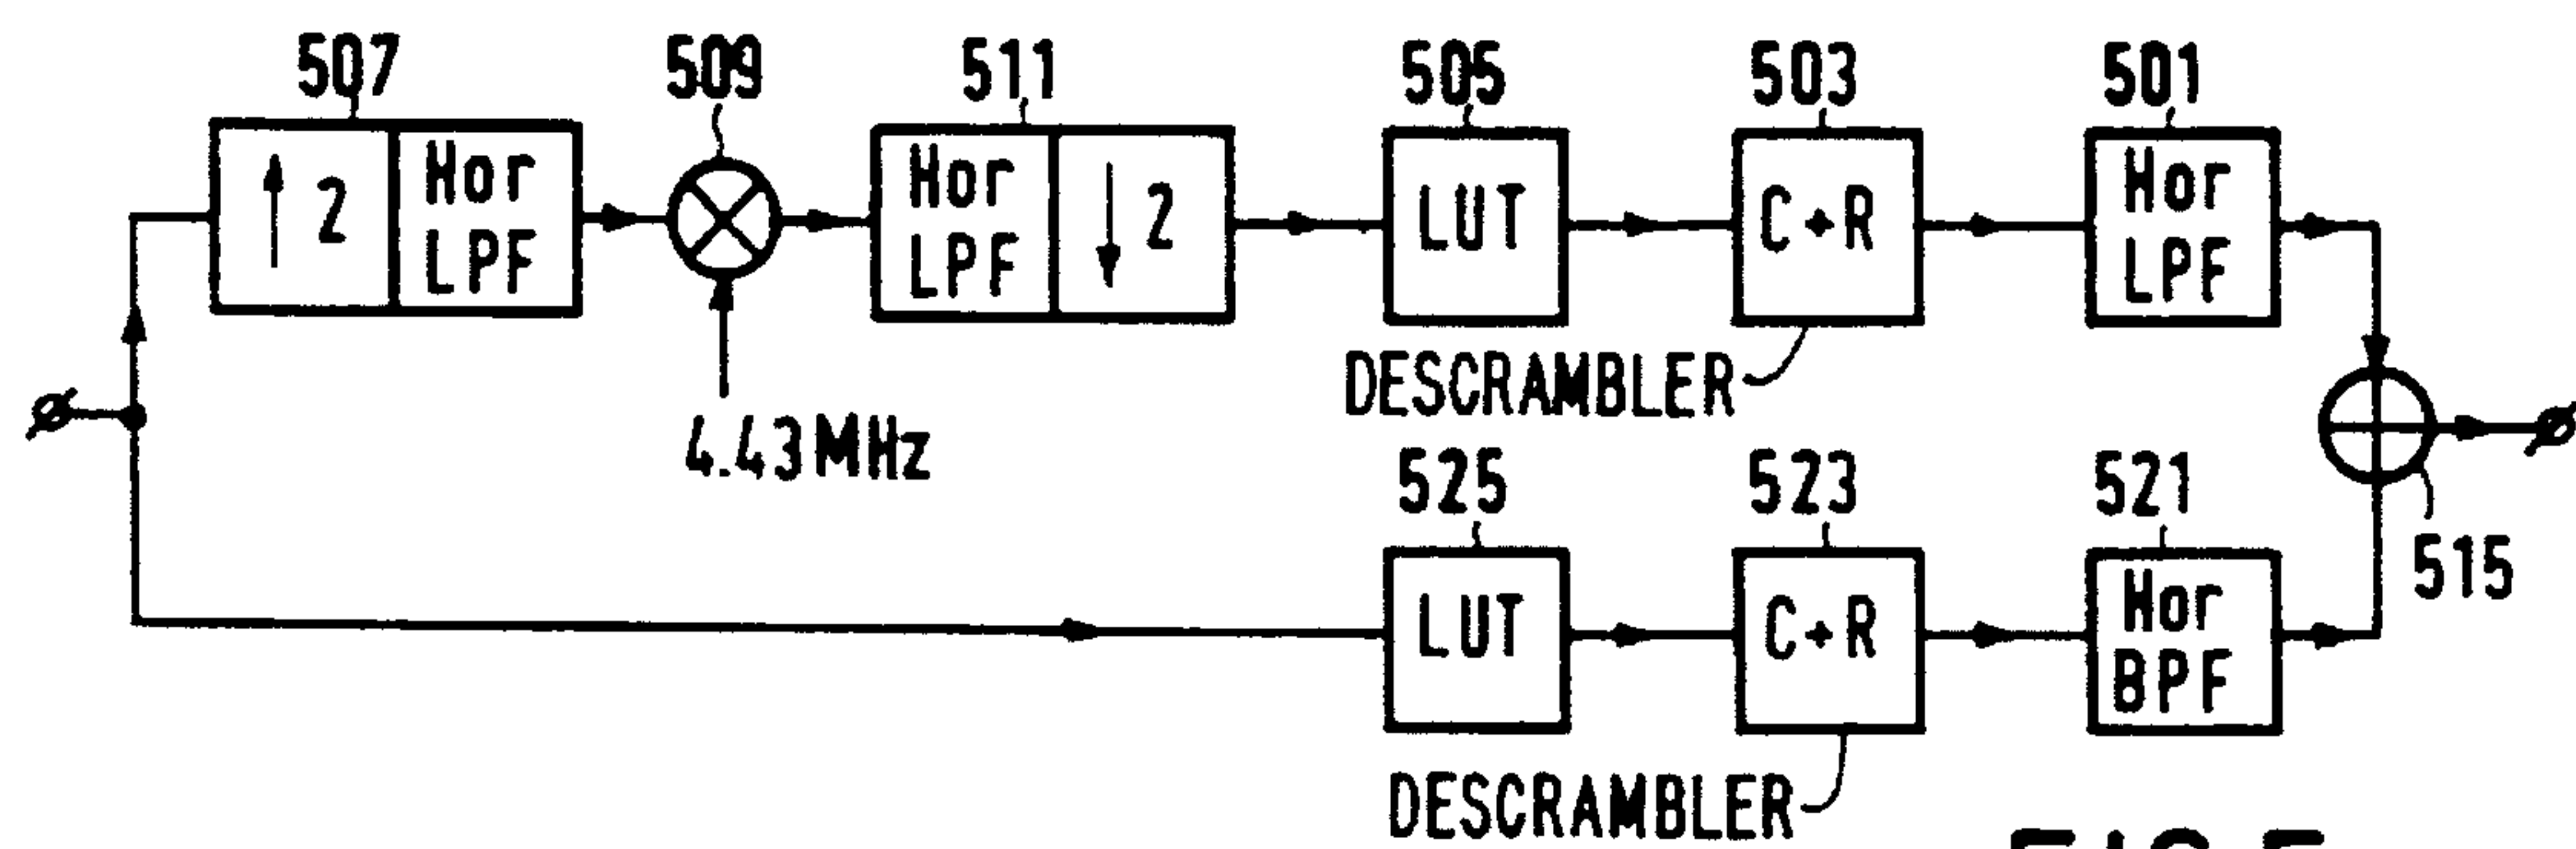 507 509 511 505 503 501
↑ 2 Hor LPF Hor LPF ↓ 2 LUT C+R Hor LPF
DESCRAMBLER
4.43MHz
525 523 521
515
LUT C+R Hor BPF
DESCRAMBLER